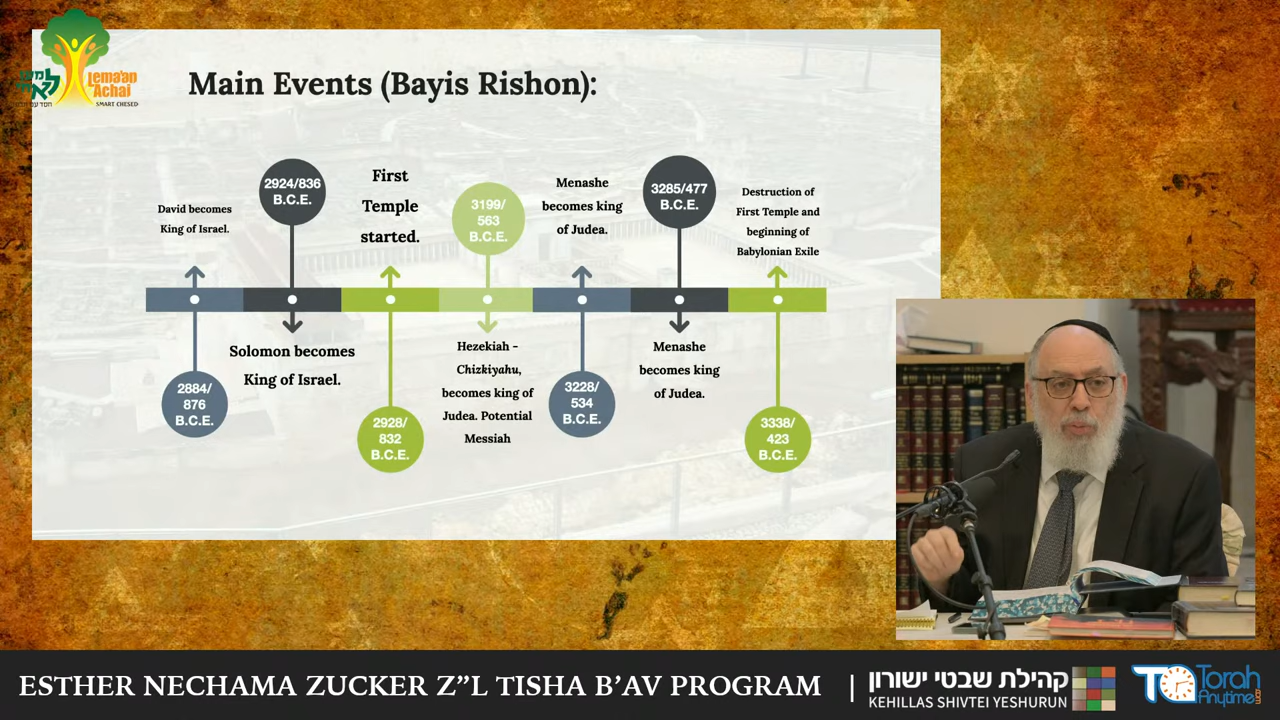 למען
לאחי
Lema'an
Achai
SMART CHESED
Main Events (Bayis Rishon):
David becomes
King of Israel.
2884/
876
B.C.E.
2924/836
B.C.E.
Solomon becomes
King of Israel.
First
Temple
started.
2928/
832
B.C.E.
3199/
563
B.C.E.
Hezekiah -
Chizkiyahu,
becomes king of
Judea. Potential
Messiah
Menashe
becomes king
of Judea.
3228/
534
B.C.E.
3285/477
B.C.E.
Menashe
becomes king
of Judea.
Destruction of
First Temple and
beginning of
Babylonian Exile
3338/
423
B.C.E.
ESTHER NECHAMA ZUCKER Z”L TISHA B’AV PROGRAM |
קהילת שבטי ישורון
KEHILLAS SHIVTEI YESHURUN
TA
Torah
Anytime